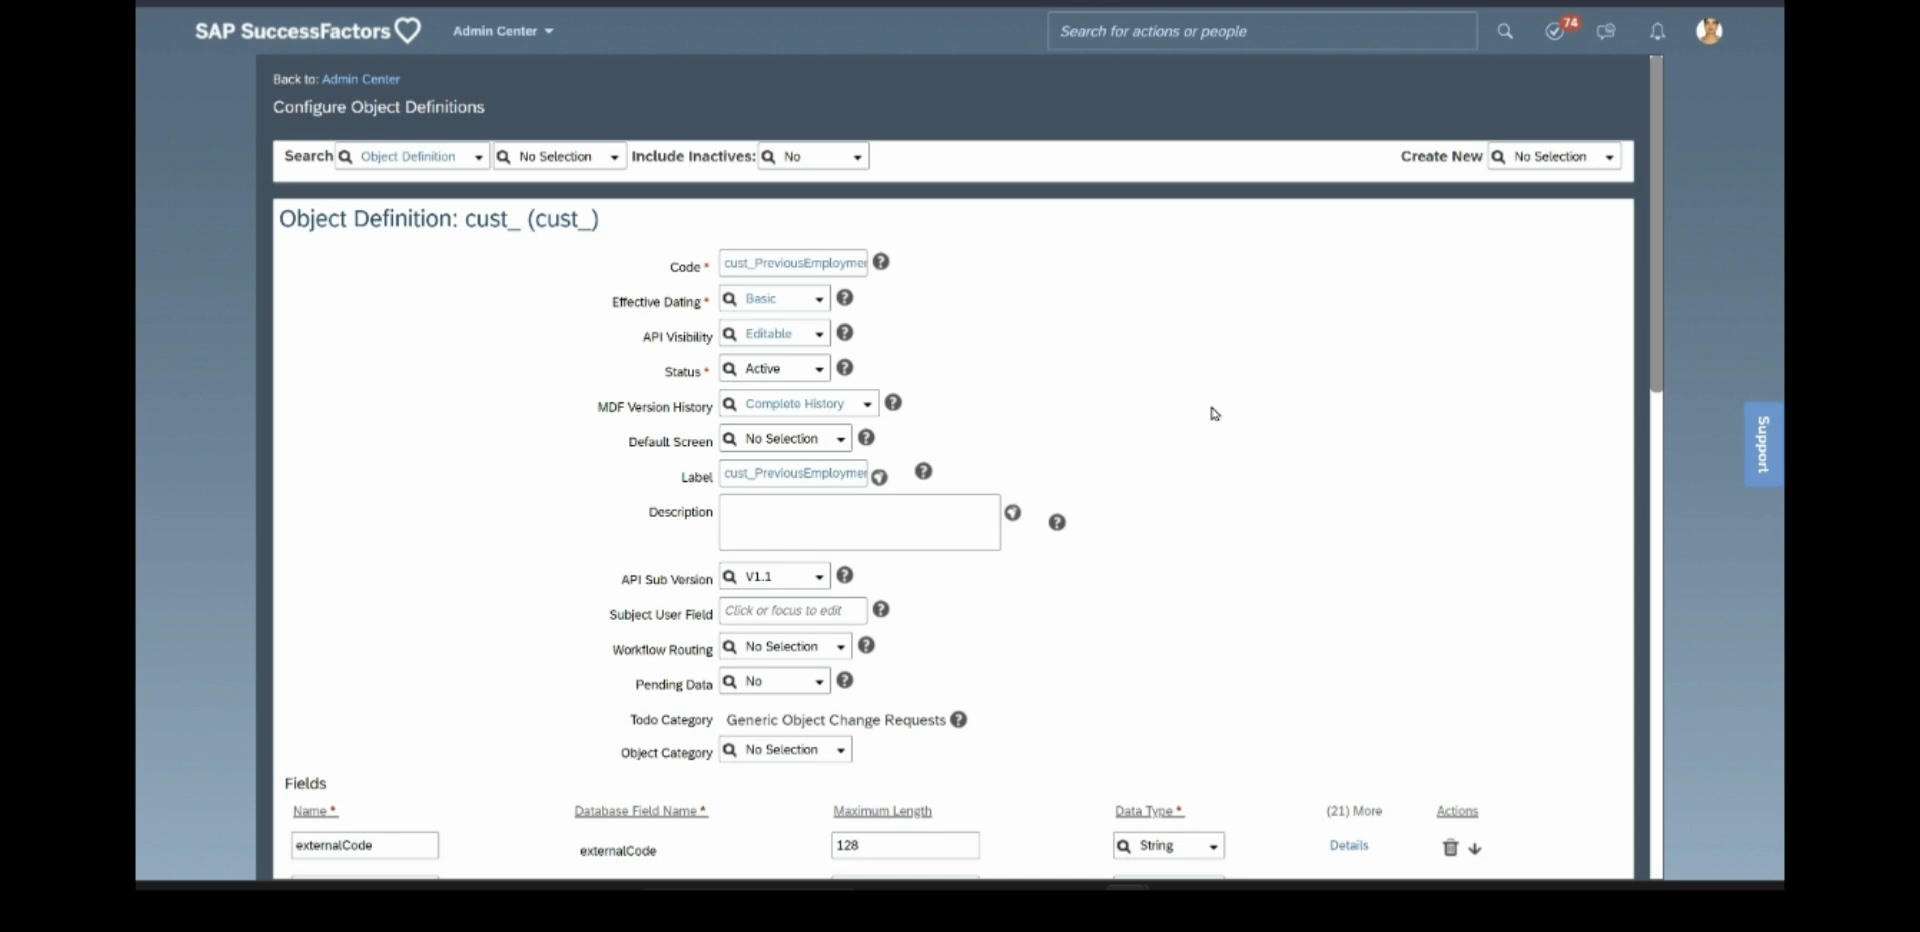 SAP SuccessFactors Admin Center Search for actions or people 74
Back to: Admin Center
Configure Object Definitions
Search Object Definition No Selection Include Inactives: No Create New No Selection
Object Definition: cust_ (cust_)
Code * cust_PreviousEmploymer
Effective Dating * Basic
API Visibility Editable
Status * Active
MDF Version History Complete History
Default Screen No Selection
Label cust_PreviousEmploymer
Description
API Sub Version V1.1
Subject User Field Click or focus to edit
Workflow Routing No Selection
Pending Data No
Todo Category Generic Object Change Requests
Object Category No Selection
Fields
Name * Database Field Name * Maximum Length Data Type * (21) More Actions
externalCode externalCode 128 String Details
Support